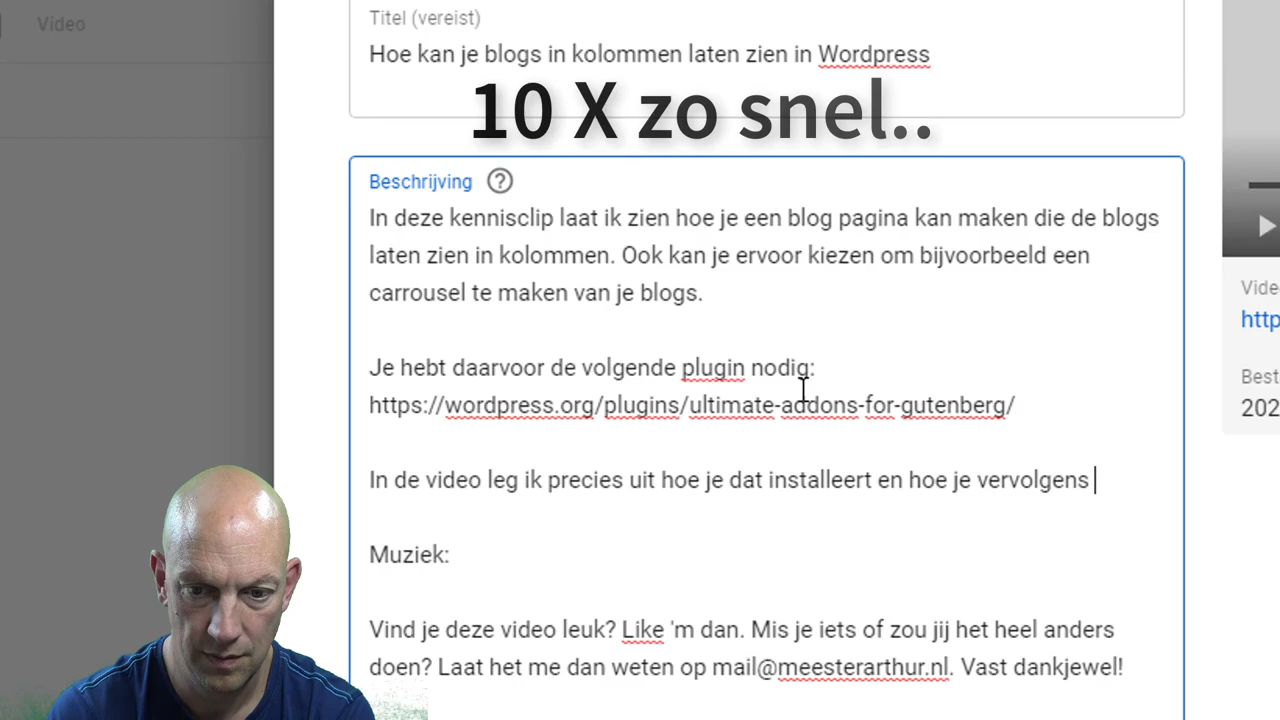 Video
Titel (vereist)
Hoe kan je blogs in kolommen laten zien in Wordpress
10 X zo snel..
Beschrijving
In deze kennisclip laat ik zien hoe je een blog pagina kan maken die de blogs
laten zien in kolommen. Ook kan je ervoor kiezen om bijvoorbeeld een
carrousel te maken van je blogs.
Je hebt daarvoor de volgende plugin nodig:
https://wordpress.org/plugins/ultimate-addons-for-gutenberg/
In de video leg ik precies uit hoe je dat installeert en hoe je vervolgens
Muziek:
Vind je deze video leuk? Like 'm dan. Mis je iets of zou jij het heel anders
doen? Laat het me dan weten op mail@meesterarthur.nl. Vast dankjewel!
Vide
http
Best
202